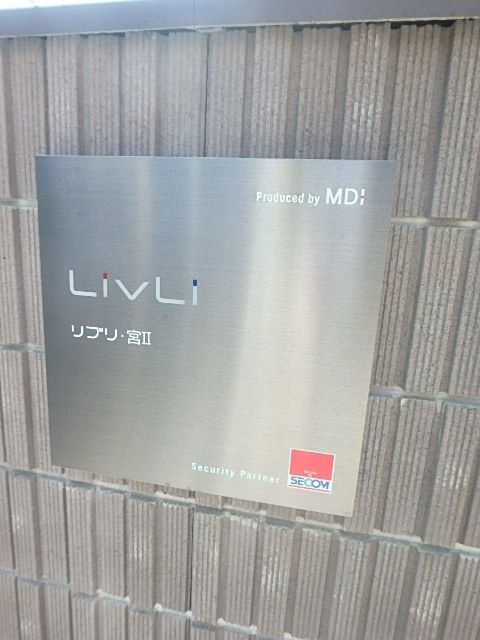 Produced by MDI
LivLi
リブリ・宮II
Security Partner
SECOM